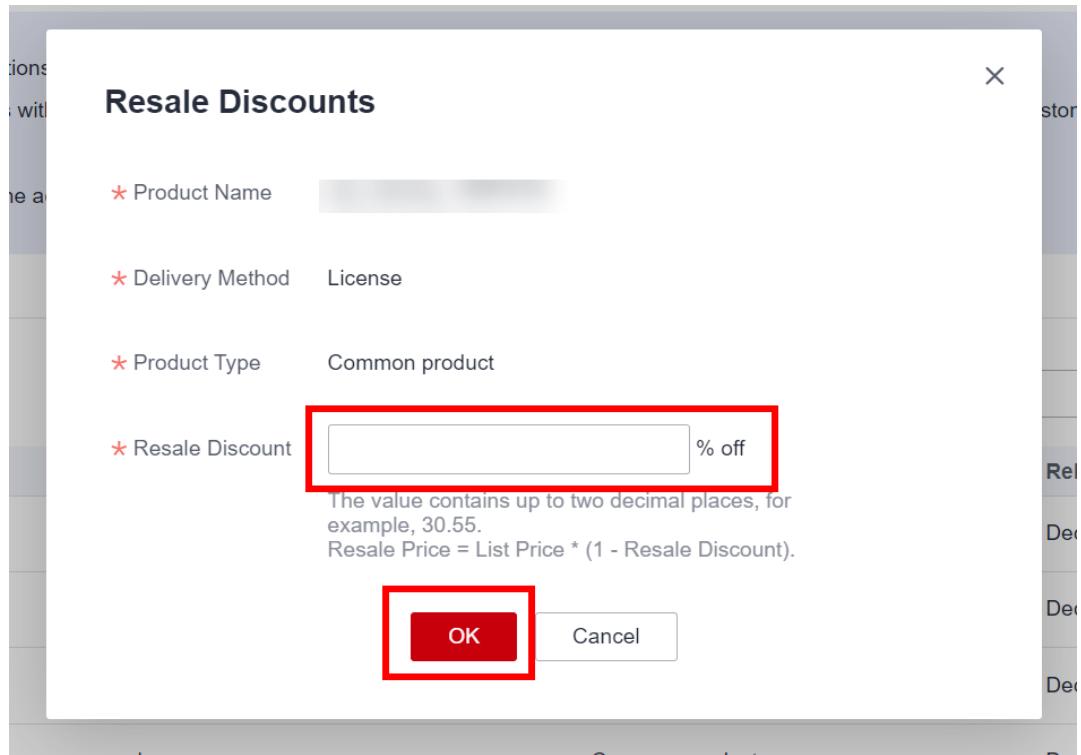 Resale Discounts
* Product Name
* Delivery Method License
* Product Type Common product
* Resale Discount % off
The value contains up to two decimal places, for
example, 30.55.
Resale Price = List Price * (1 - Resale Discount).
OK Cancel